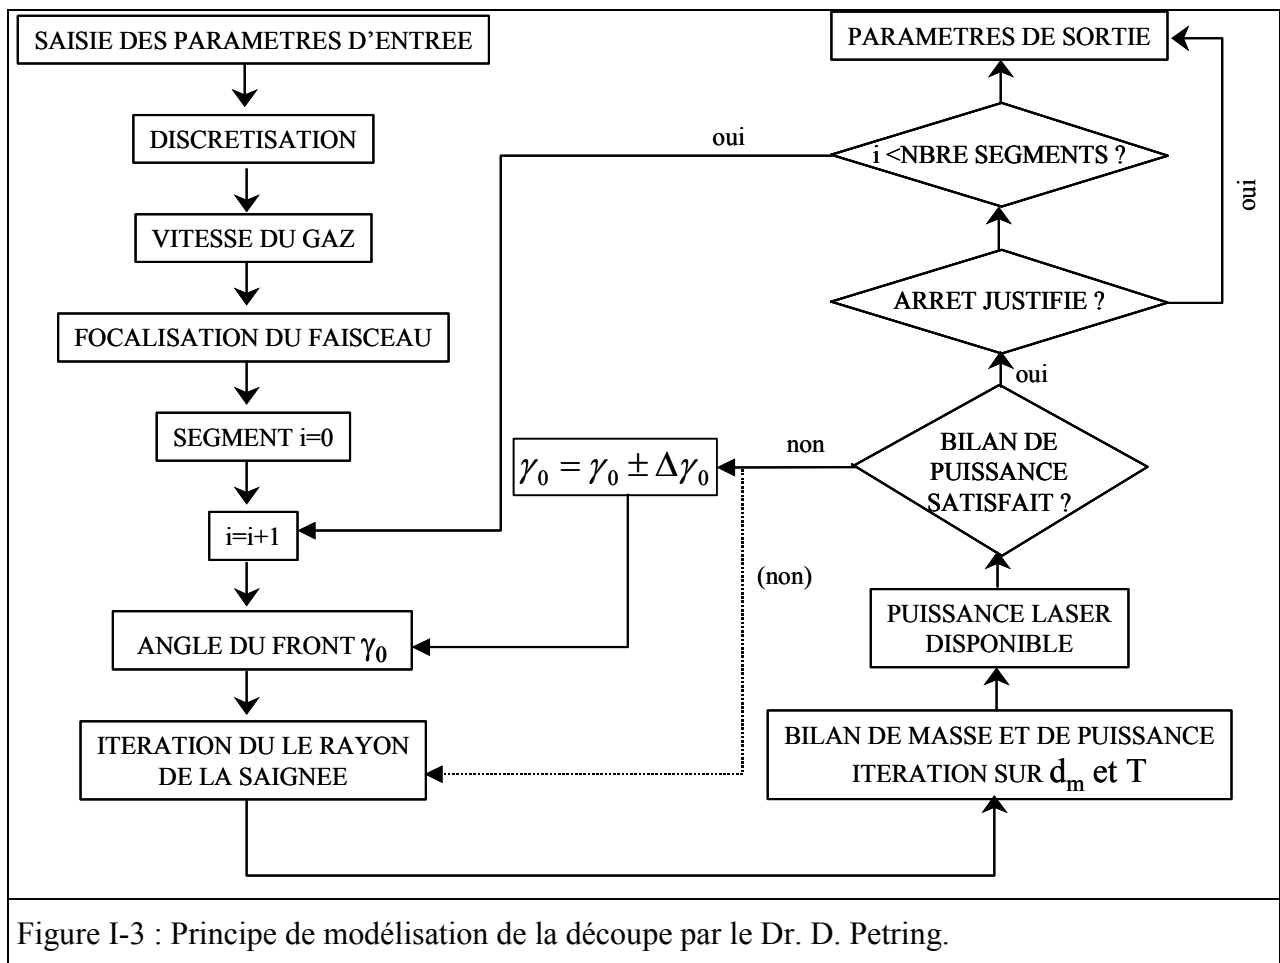 SAISIE DES PARAMETRES D'ENTREE
DISCRETISATION
VITESSE DU GAZ
FOCALISATION DU FAISCEAU
SEGMENT i=0
i=i+1
ANGLE DU FRONT γ₀
ITERATION DU LE RAYON
DE LA SAIGNEE
γ₀ = γ₀ ± Δγ₀
BILAN DE MASSE ET DE PUISSANCE
ITERATION SUR dₘ et T
PUISSANCE LASER
DISPONIBLE
BILAN DE
PUISSANCE
SATISFAIT ?
non
(non)
oui
ARRET JUSTIFIE ?
oui
i <NBRE SEGMENTS ?
oui
PARAMETRES DE SORTIE
Figure I-3 : Principe de modélisation de la découpe par le Dr. D. Petring.